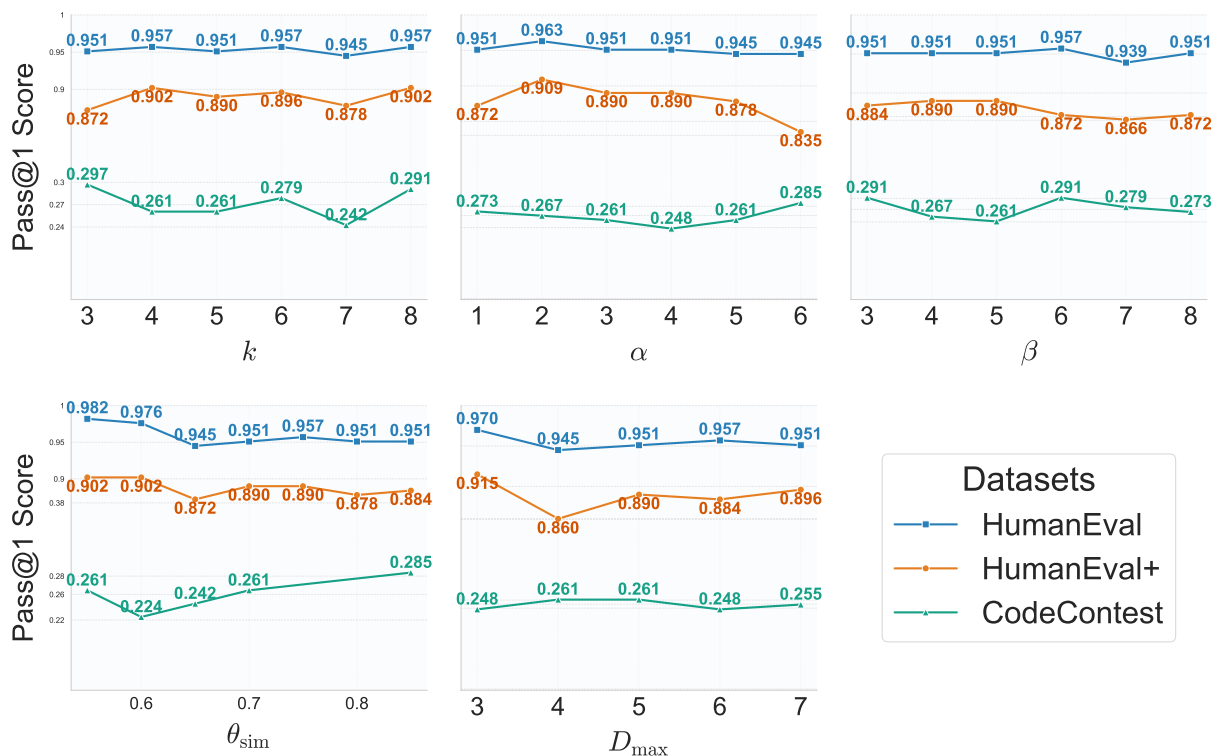 Pass@1 Score
1
0.95
0.9
0.3
0.27
0.24
0.951 0.957 0.951 0.957 0.945 0.957
0.872 0.902 0.890 0.896 0.878 0.902
0.297 0.261 0.261 0.279 0.242 0.291
3 4 5 6 7 8
k
0.951 0.963 0.951 0.951 0.945 0.945
0.872 0.909 0.890 0.890 0.878 0.835
0.273 0.267 0.261 0.248 0.261 0.285
1 2 3 4 5 6
α
0.951 0.951 0.951 0.957 0.939 0.951
0.884 0.890 0.890 0.872 0.866 0.872
0.291 0.267 0.261 0.291 0.279 0.273
3 4 5 6 7 8
β
Pass@1 Score
1
0.95
0.9
0.38
0.28
0.26
0.22
0.982 0.976 0.945 0.951 0.957 0.951 0.951
0.902 0.902 0.872 0.890 0.890 0.878 0.884
0.261 0.224 0.242 0.261 0.285
0.6 0.7 0.8
θsim
0.970 0.945 0.951 0.957 0.951
0.915 0.860 0.890 0.884 0.896
0.248 0.261 0.261 0.248 0.255
3 4 5 6 7
Dmax
Datasets
HumanEval
HumanEval+
CodeContest